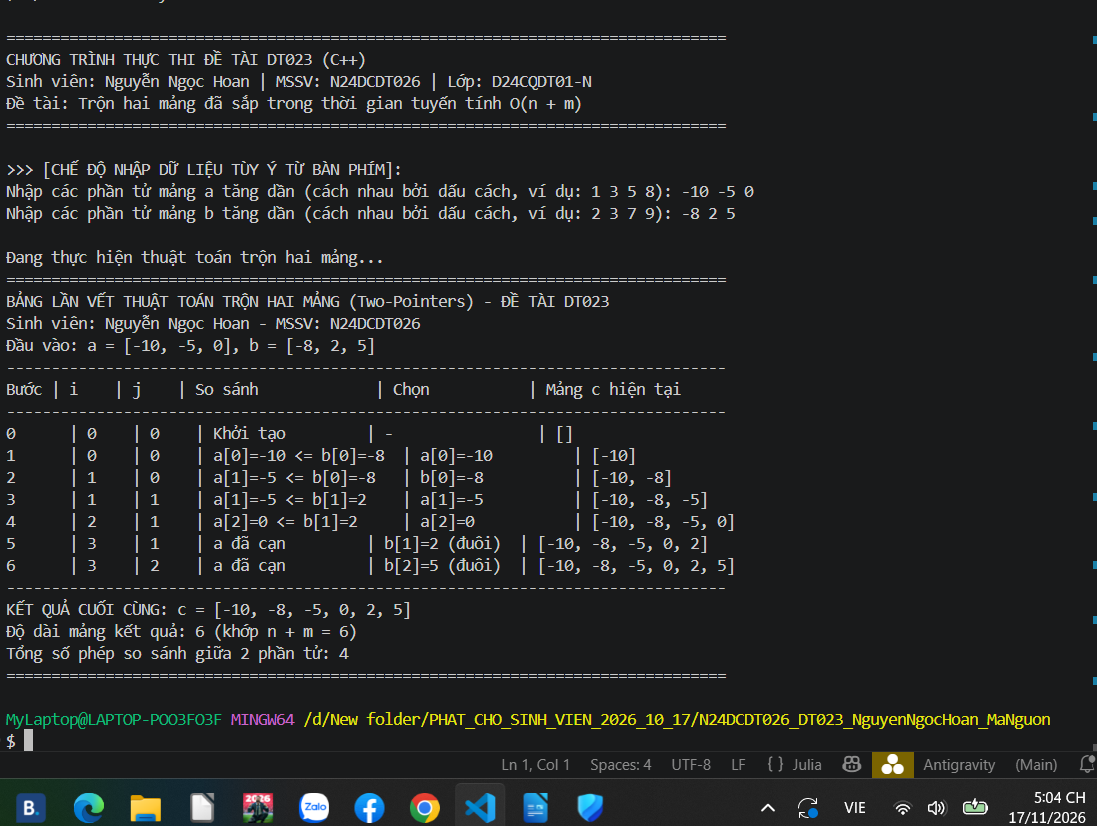 ================================================================================
CHƯƠNG TRÌNH THỰC THI ĐỀ TÀI DT023 (C++)
Sinh viên: Nguyễn Ngọc Hoan | MSSV: N24DCDT026 | Lớp: D24CQDT01-N
Đề tài: Trộn hai mảng đã sắp trong thời gian tuyến tính O(n + m)
================================================================================
>>> [CHẾ ĐỘ NHẬP DỮ LIỆU TÙY Ý TỪ BÀN PHÍM]:
Nhập các phần tử mảng a tăng dần (cách nhau bởi dấu cách, ví dụ: 1 3 5 8): -10 -5 0
Nhập các phần tử mảng b tăng dần (cách nhau bởi dấu cách, ví dụ: 2 3 7 9): -8 2 5
Đang thực hiện thuật toán trộn hai mảng...
================================================================================
BẢNG LẦN VẾT THUẬT TOÁN TRỘN HAI MẢNG (Two-Pointers) - ĐỀ TÀI DT023
Sinh viên: Nguyễn Ngọc Hoan - MSSV: N24DCDT026
Đầu vào: a = [-10, -5, 0], b = [-8, 2, 5]
--------------------------------------------------------------------------------
Bước | i    | j    | So sánh             | Chọn           | Mảng c hiện tại
--------------------------------------------------------------------------------
0      | 0    | 0    | Khởi tạo         | -                | []
1      | 0    | 0    | a[0]=-10 <= b[0]=-8  | a[0]=-10         | [-10]
2      | 1    | 0    | a[1]=-5 <= b[0]=-8   | b[0]=-8          | [-10, -8]
3      | 1    | 1    | a[1]=-5 <= b[1]=2    | a[1]=-5          | [-10, -8, -5]
4      | 2    | 1    | a[2]=0 <= b[1]=2     | a[2]=0           | [-10, -8, -5, 0]
5      | 3    | 1    | a đã cạn         | b[1]=2 (đuôi)  | [-10, -8, -5, 0, 2]
6      | 3    | 2    | a đã cạn         | b[2]=5 (đuôi)  | [-10, -8, -5, 0, 2, 5]
--------------------------------------------------------------------------------
KẾT QUẢ CUỐI CÙNG: c = [-10, -8, -5, 0, 2, 5]
Độ dài mảng kết quả: 6 (khớp n + m = 6)
Tổng số phép so sánh giữa 2 phần tử: 4
================================================================================
MyLaptop@LAPTOP-POO3FO3F MINGW64 /d/New folder/PHAT_CHO_SINH_VIEN_2026_10_17/N24DCDT026_DT023_NguyenNgocHoan_MaNguon
$
Ln 1, Col 1 Spaces: 4 UTF-8 LF {} Julia Antigravity (Main)
B. 2026 Zalo VIE 5:04 CH
17/11/2026